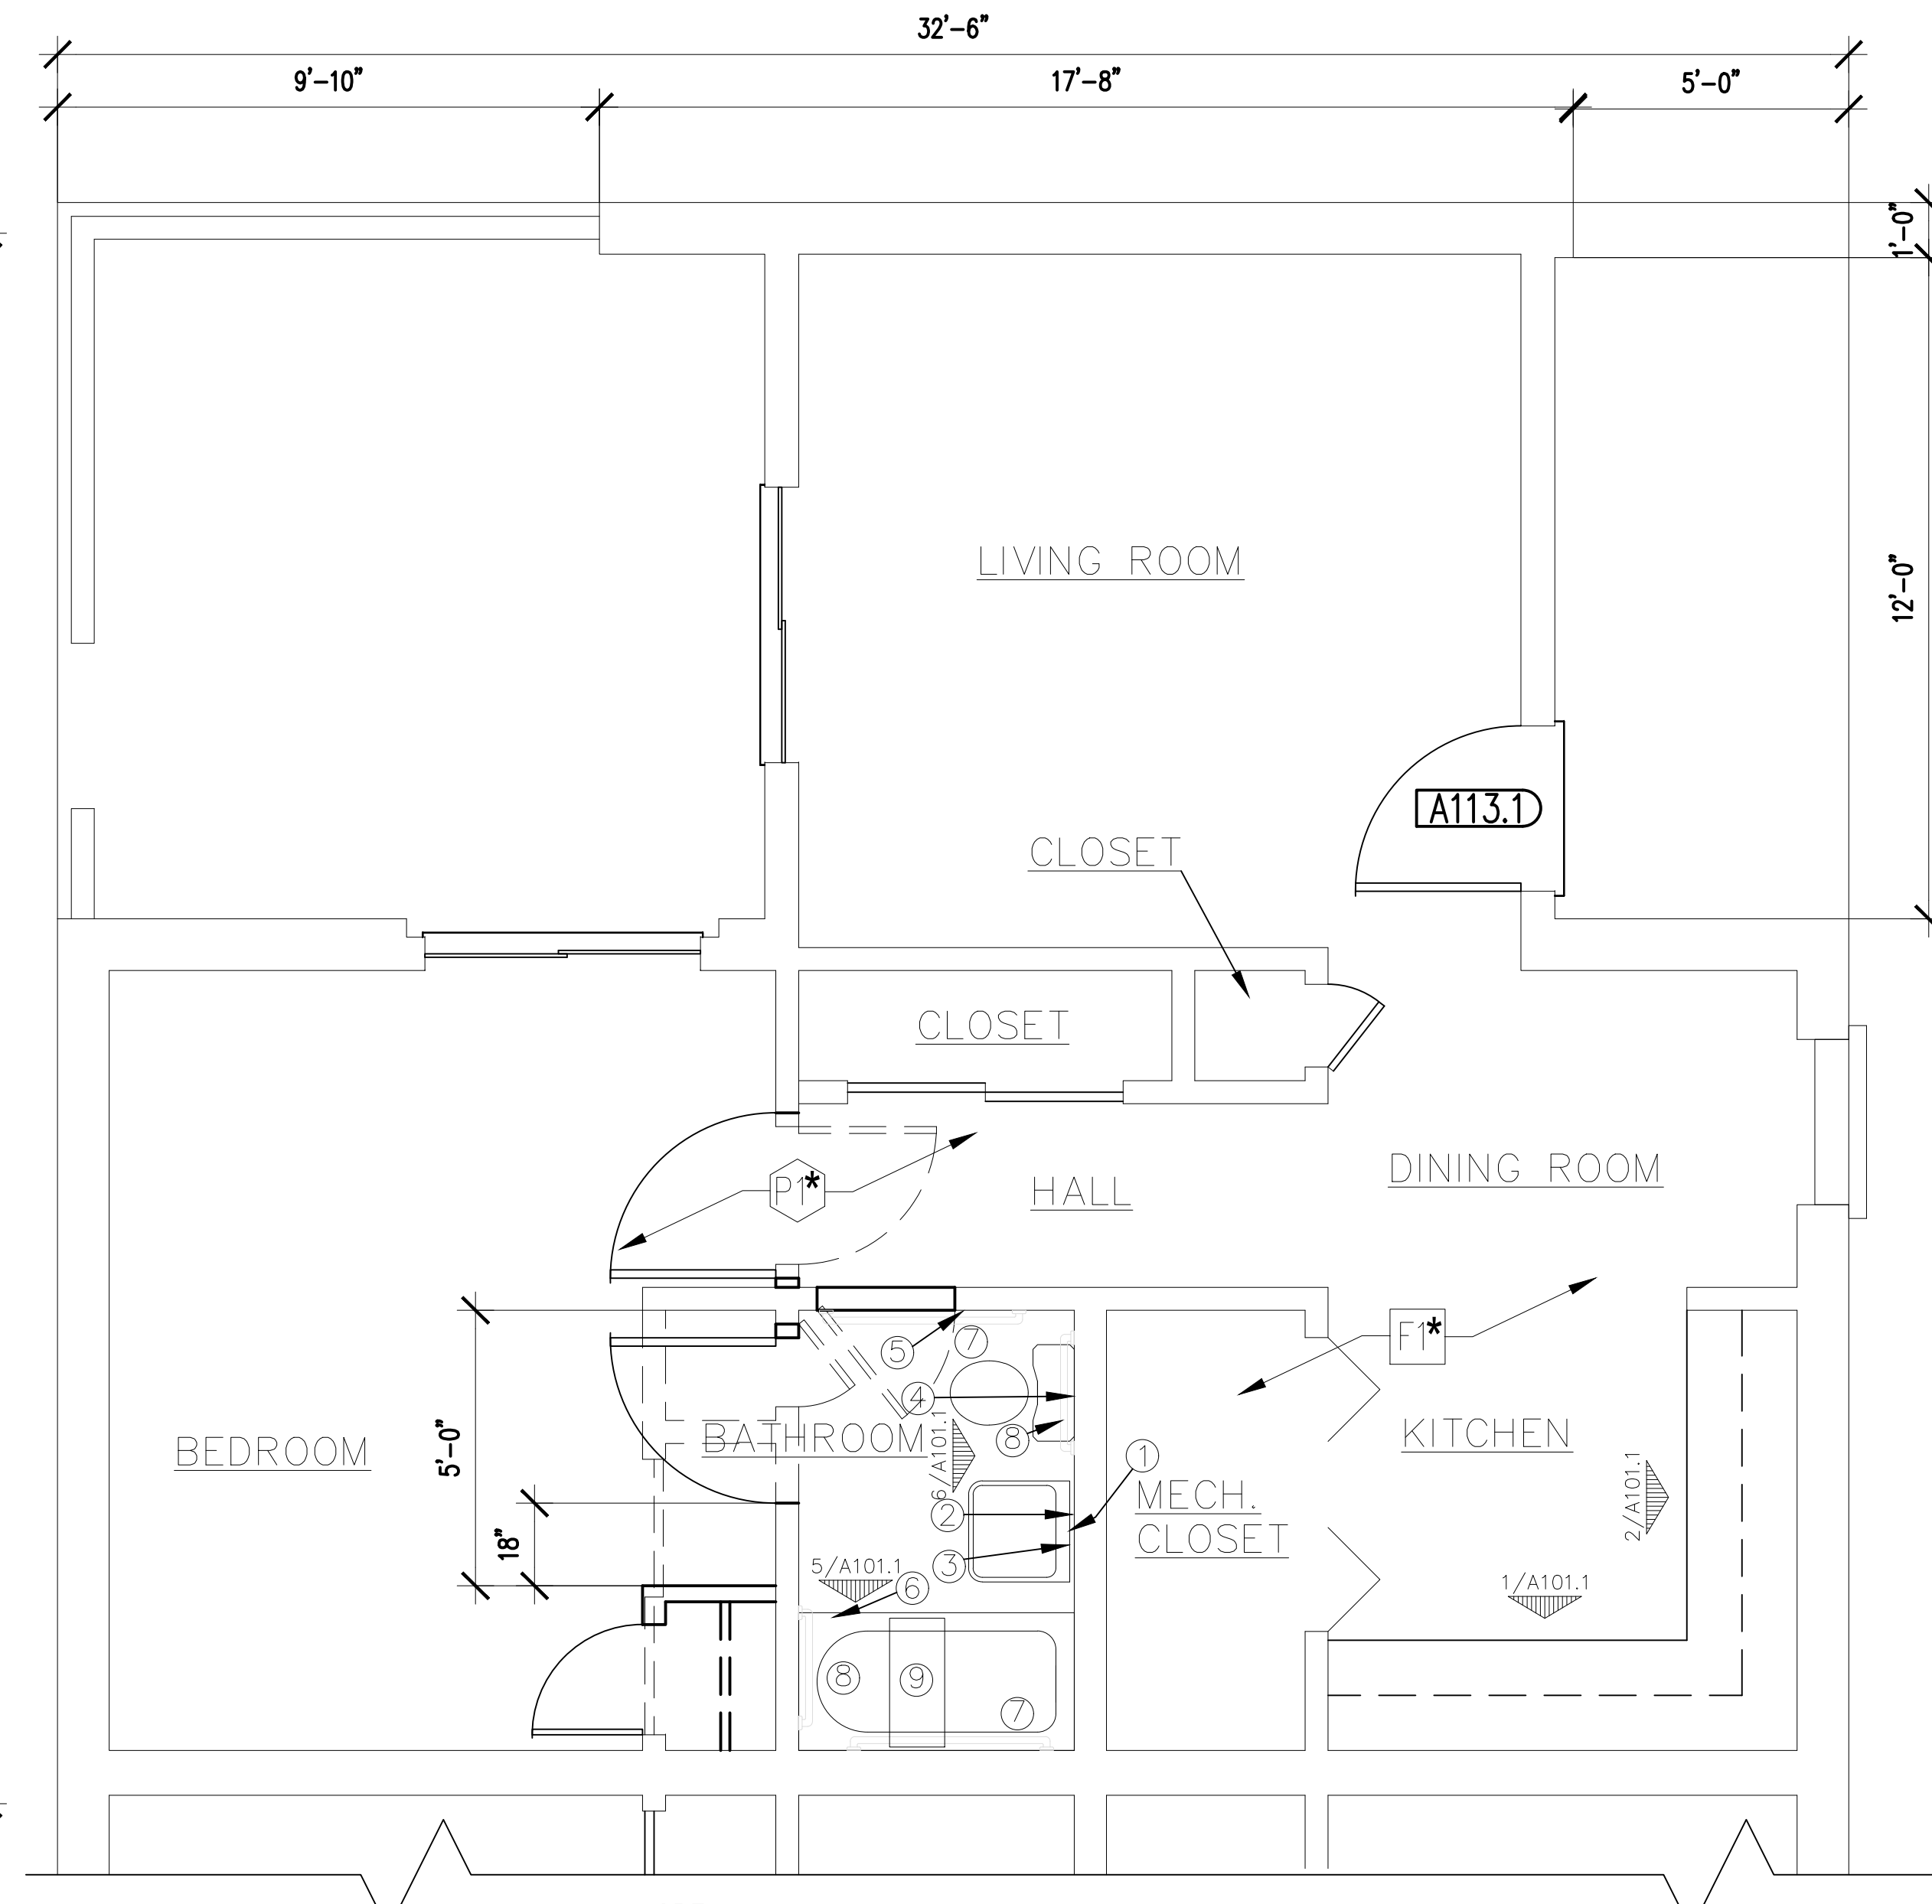 32'-6"
9'-10"
17'-8"
5'-0"
1'-0"
LIVING ROOM
12'-0"
A113.1
CLOSET
CLOSET
P1*
HALL
DINING ROOM
F1*
5
7
4
8
BEDROOM
5'-0"
BATHROOM
6/A101.1
1
KITCHEN
MECH.
CLOSET
2/A101.1
2
18"
3
5/A101.1
6
1/A101.1
8
9
7